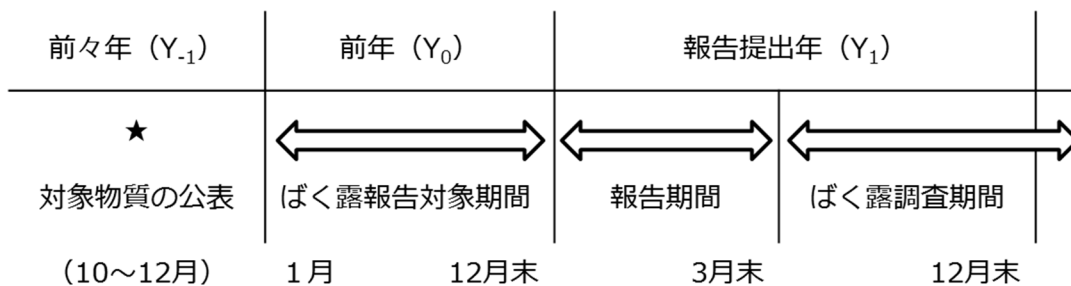 前々年（Y-1） 前年（Y0） 報告提出年（Y1）
★
対象物質の公表 ばく露報告対象期間 報告期間 ばく露調査期間
（10～12月） 1月 12月末 3月末 12月末